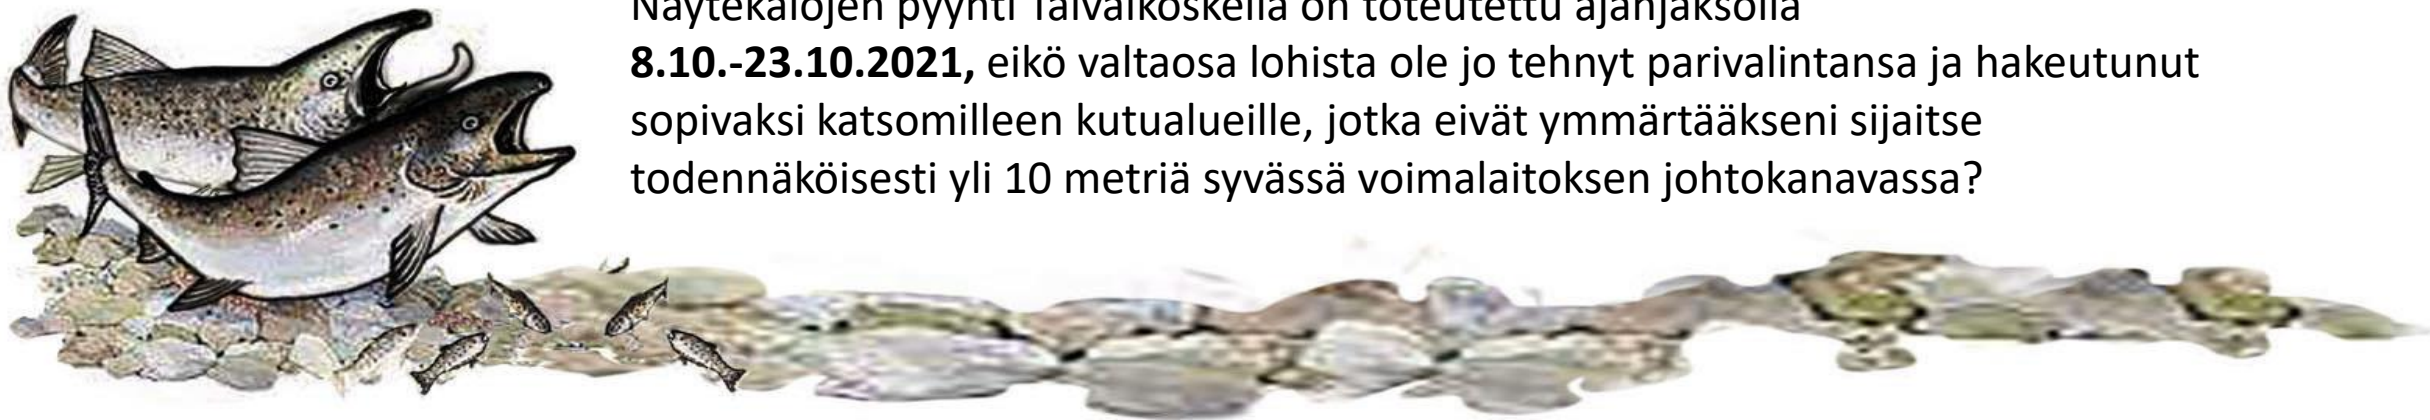 Näytekalojen pyynti Taivalkoskella on toteutettu ajanjaksolla
8.10.-23.10.2021, eikö valtaosa lohista ole jo tehnyt parivalintansa ja hakeutunut
sopivaksi katsomilleen kutualueille, jotka eivät ymmärtääkseni sijaitse
todennäköisesti yli 10 metriä syvässä voimalaitoksen johtokanavassa?